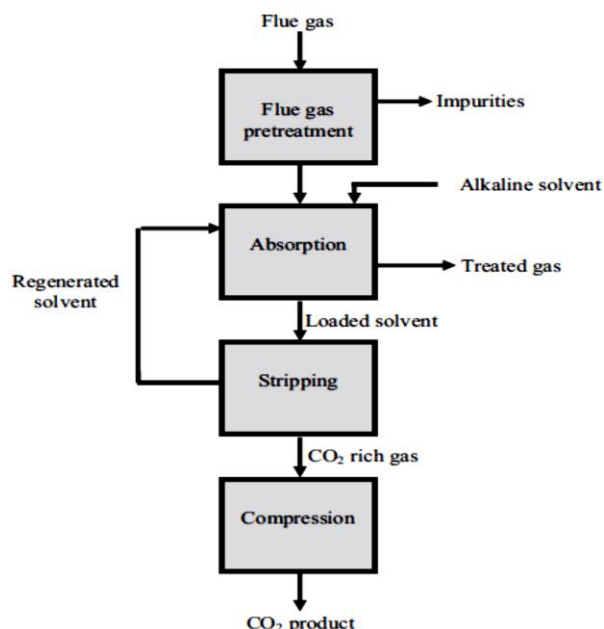 Flue gas
Flue gas
pretreatment
Impurities
Alkaline solvent
Absorption
Treated gas
Regenerated
solvent
Loaded solvent
Stripping
CO₂ rich gas
Compression
CO₂ product